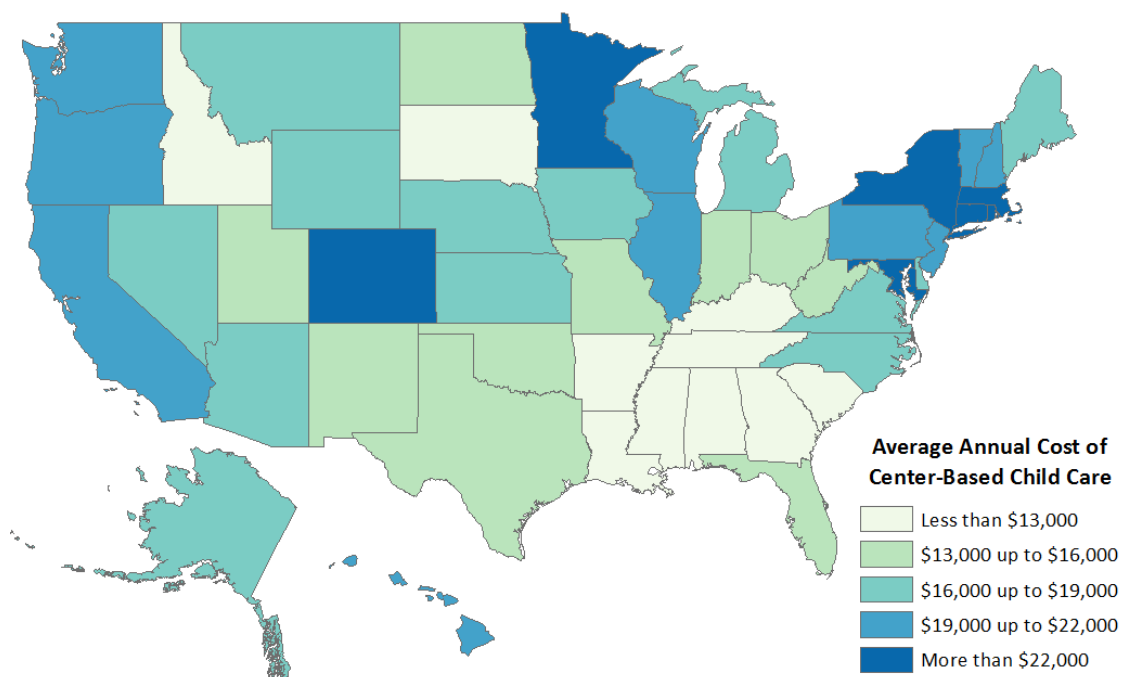 Average Annual Cost of
Center-Based Child Care
Less than $13,000
$13,000 up to $16,000
$16,000 up to $19,000
$19,000 up to $22,000
More than $22,000